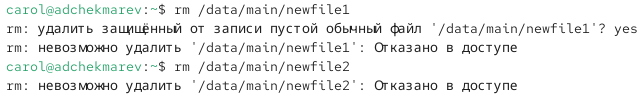 carol@adchekmarev:~$ rm /data/main/newfile1
rm: удалить защищённый от записи пустой обычный файл '/data/main/newfile1'? yes
rm: невозможно удалить '/data/main/newfile1': Отказано в доступе
carol@adchekmarev:~$ rm /data/main/newfile2
rm: невозможно удалить '/data/main/newfile2': Отказано в доступе